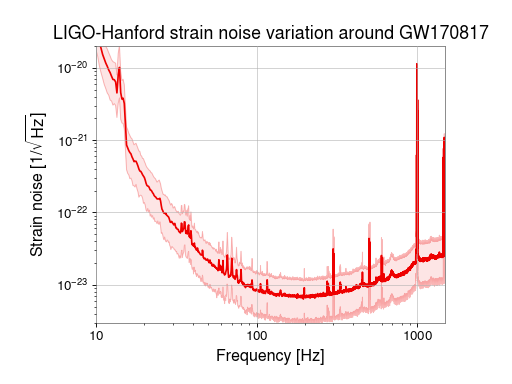 LIGO-Hanford strain noise variation around GW170817
Strain noise [1/√Hz]
10⁻²⁰
10⁻²¹
10⁻²²
10⁻²³
10
100
1000
Frequency [Hz]